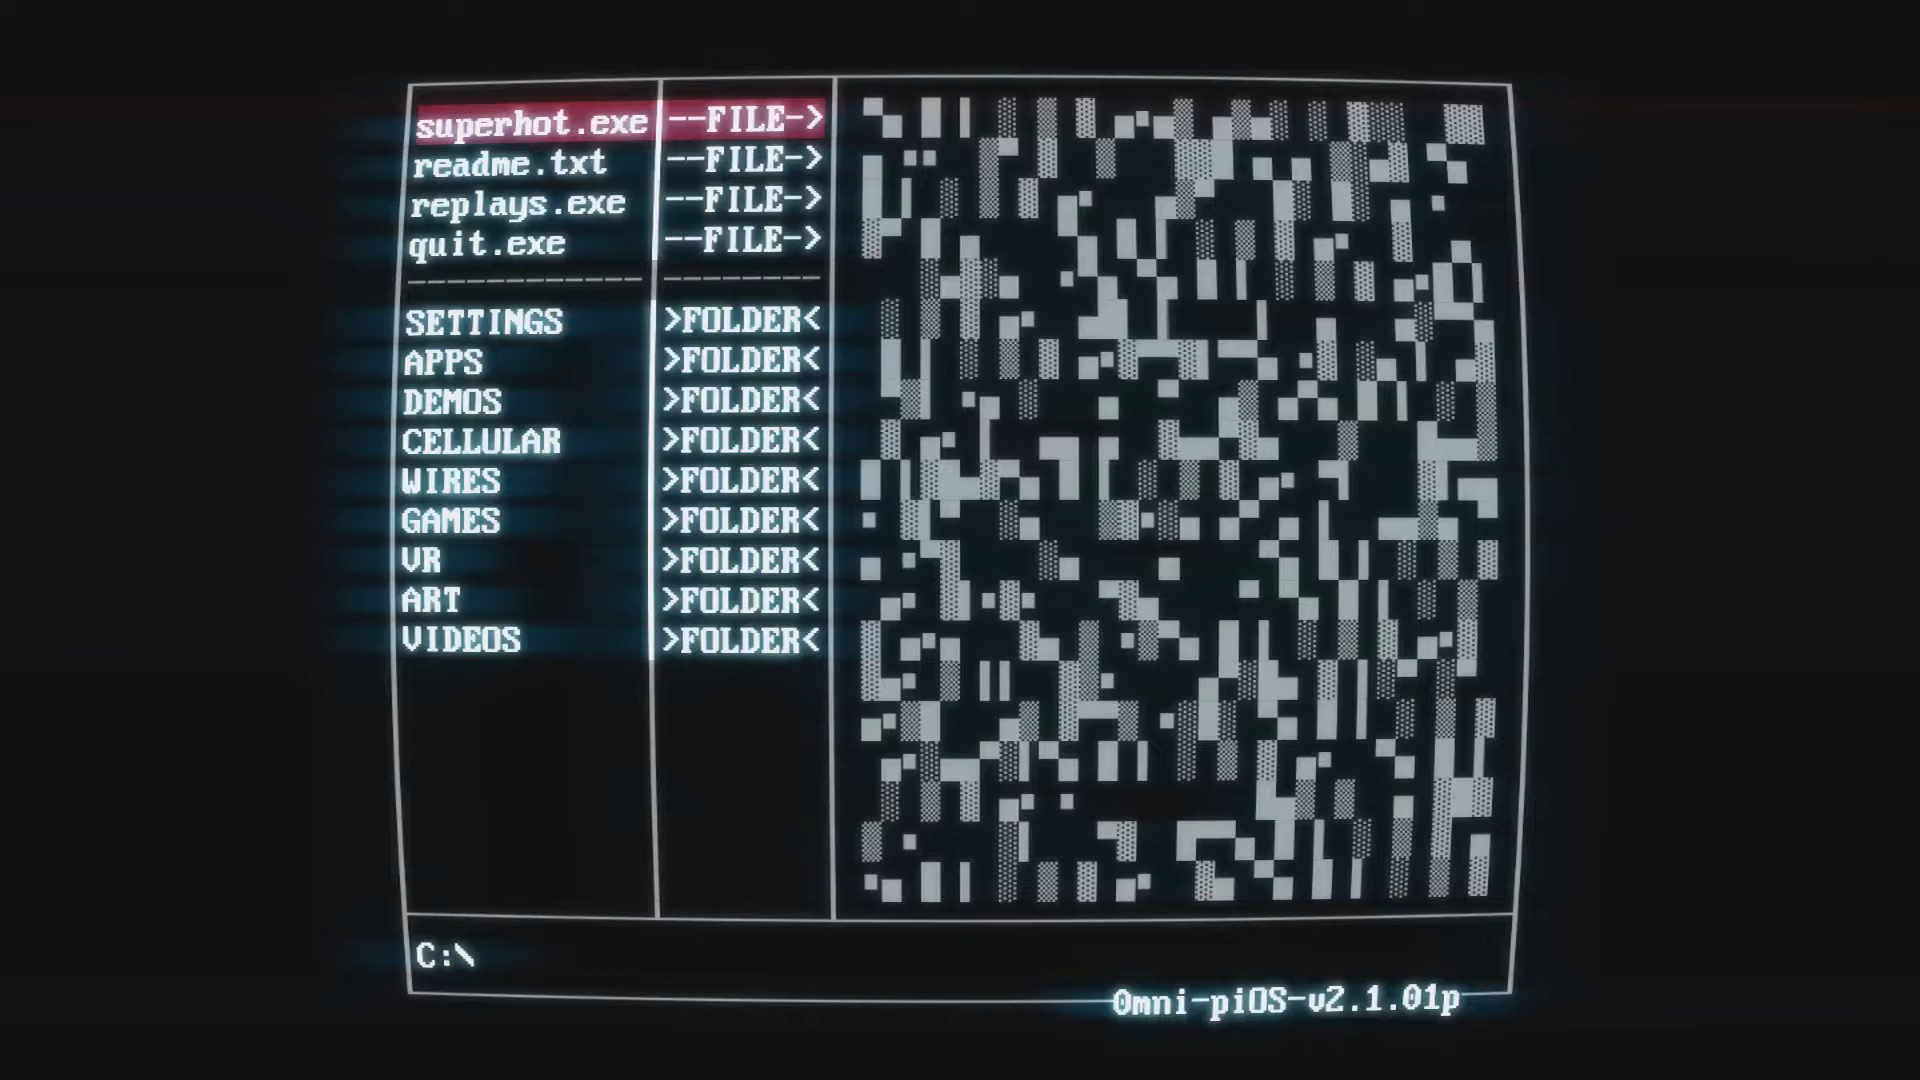 superhot.exe --FILE->
readme.txt --FILE->
replays.exe --FILE->
quit.exe --FILE->
SETTINGS >FOLDER<
APPS >FOLDER<
DEMOS >FOLDER<
CELLULAR >FOLDER<
WIRES >FOLDER<
GAMES >FOLDER<
VR >FOLDER<
ART >FOLDER<
VIDEOS >FOLDER<
C:\
0mni-piOS-v2.1.01p